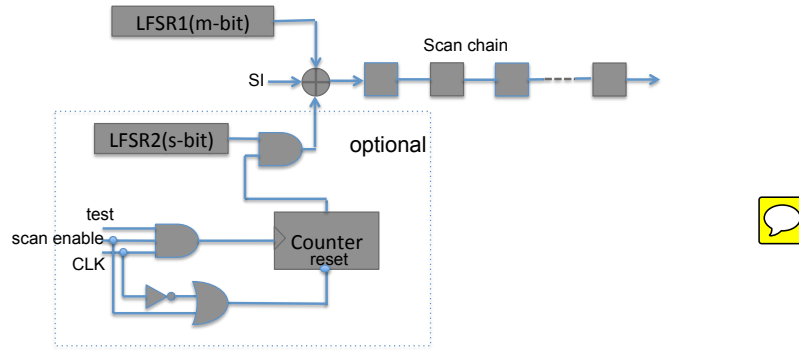 LFSR1(m-bit)
Scan chain
SI
LFSR2(s-bit)
optional
test
scan enable
CLK
Counter
reset